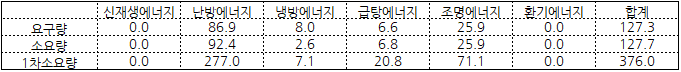 신재생에너지 난방에너지 냉방에너지 급탕에너지 조명에너지 환기에너지 합계
요구량 0.0 86.9 8.0 6.6 25.9 0.0 127.3
소요량 0.0 92.4 2.6 6.8 25.9 0.0 127.7
1차소요량 0.0 277.0 7.1 20.8 71.1 0.0 376.0